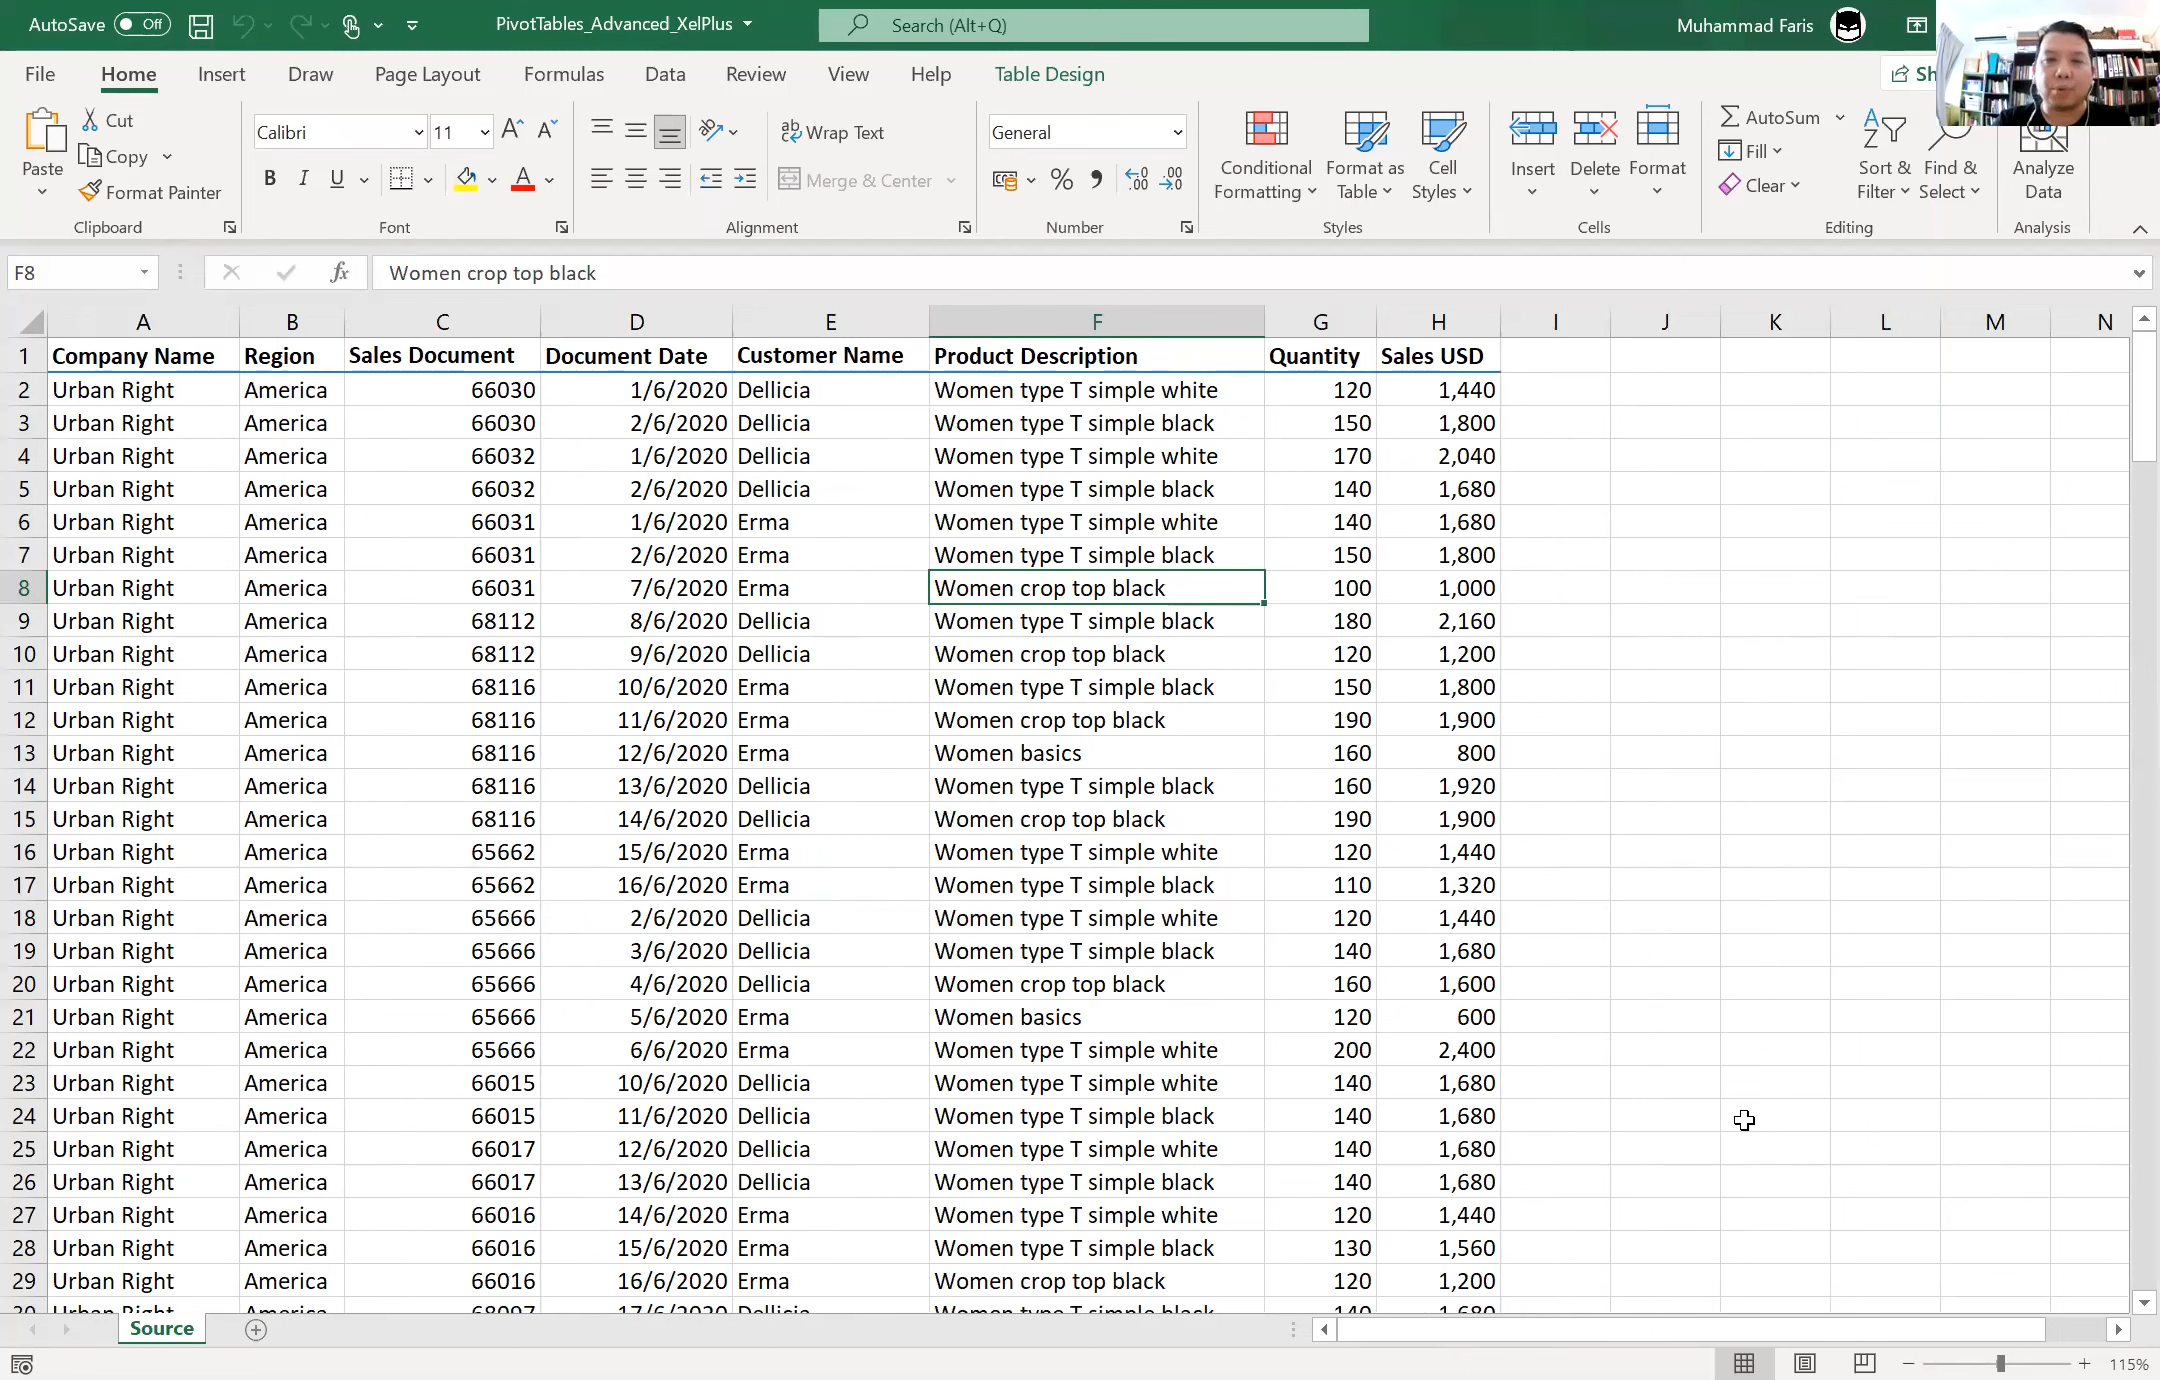 AutoSave Off PivotTables_Advanced_XelPlus Search (Alt+Q) Muhammad Faris
File Home Insert Draw Page Layout Formulas Data Review View Help Table Design Sh
Paste Cut Copy Format Painter Clipboard
Calibri 11 B I U A Font
Wrap Text Merge & Center Alignment
General % Number
Conditional Formatting Format as Table Cell Styles Styles
Insert Delete Format Cells
AutoSum Fill Clear Sort & Filter Find & Select Editing
Analyze Data Analysis
F8 fx Women crop top black
A B C D E F G H I J K L M N
1 Company Name Region Sales Document Document Date Customer Name Product Description Quantity Sales USD
2 Urban Right America 66030 1/6/2020 Dellicia Women type T simple white 120 1,440
3 Urban Right America 66030 2/6/2020 Dellicia Women type T simple black 150 1,800
4 Urban Right America 66032 1/6/2020 Dellicia Women type T simple white 170 2,040
5 Urban Right America 66032 2/6/2020 Dellicia Women type T simple black 140 1,680
6 Urban Right America 66031 1/6/2020 Erma Women type T simple white 140 1,680
7 Urban Right America 66031 2/6/2020 Erma Women type T simple black 150 1,800
8 Urban Right America 66031 7/6/2020 Erma Women crop top black 100 1,000
9 Urban Right America 68112 8/6/2020 Dellicia Women type T simple black 180 2,160
10 Urban Right America 68112 9/6/2020 Dellicia Women crop top black 120 1,200
11 Urban Right America 68116 10/6/2020 Erma Women type T simple black 150 1,800
12 Urban Right America 68116 11/6/2020 Erma Women crop top black 190 1,900
13 Urban Right America 68116 12/6/2020 Erma Women basics 160 800
14 Urban Right America 68116 13/6/2020 Dellicia Women type T simple black 160 1,920
15 Urban Right America 68116 14/6/2020 Dellicia Women crop top black 190 1,900
16 Urban Right America 65662 15/6/2020 Erma Women type T simple white 120 1,440
17 Urban Right America 65662 16/6/2020 Erma Women type T simple black 110 1,320
18 Urban Right America 65666 2/6/2020 Dellicia Women type T simple white 120 1,440
19 Urban Right America 65666 3/6/2020 Dellicia Women type T simple black 140 1,680
20 Urban Right America 65666 4/6/2020 Dellicia Women crop top black 160 1,600
21 Urban Right America 65666 5/6/2020 Erma Women basics 120 600
22 Urban Right America 65666 6/6/2020 Erma Women type T simple white 200 2,400
23 Urban Right America 66015 10/6/2020 Dellicia Women type T simple white 140 1,680
24 Urban Right America 66015 11/6/2020 Dellicia Women type T simple black 140 1,680
25 Urban Right America 66017 12/6/2020 Dellicia Women type T simple white 140 1,680
26 Urban Right America 66017 13/6/2020 Dellicia Women type T simple black 140 1,680
27 Urban Right America 66016 14/6/2020 Erma Women type T simple white 120 1,440
28 Urban Right America 66016 15/6/2020 Erma Women type T simple black 130 1,560
29 Urban Right America 66016 16/6/2020 Erma Women crop top black 120 1,200
30 Urban Right America 68097 17/6/2020 Dellicia Women type T simple black 140 1,680
Source
115%